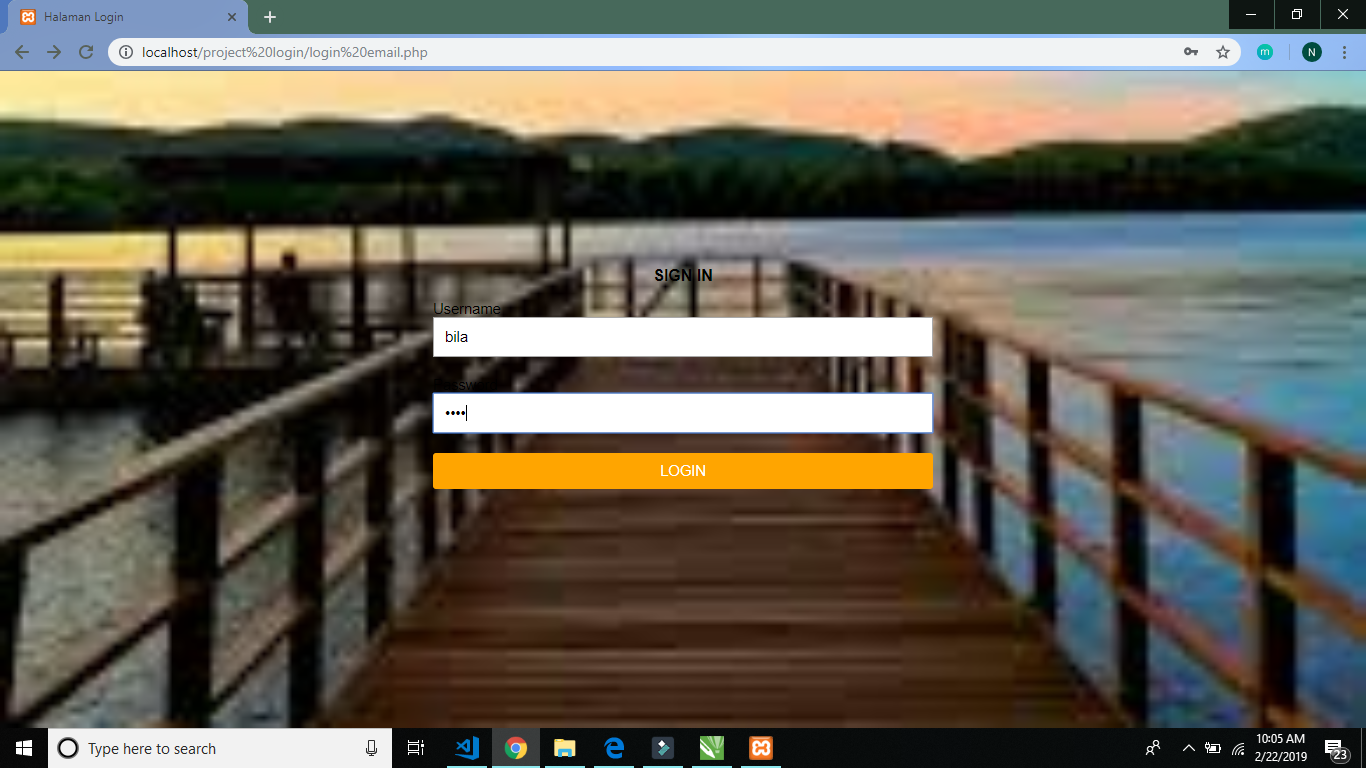 Halaman Login
localhost/project%20login/login%20email.php
m
N
SIGN IN
Username
bila
••••
LOGIN
Type here to search
10:05 AM
2/22/2019
23